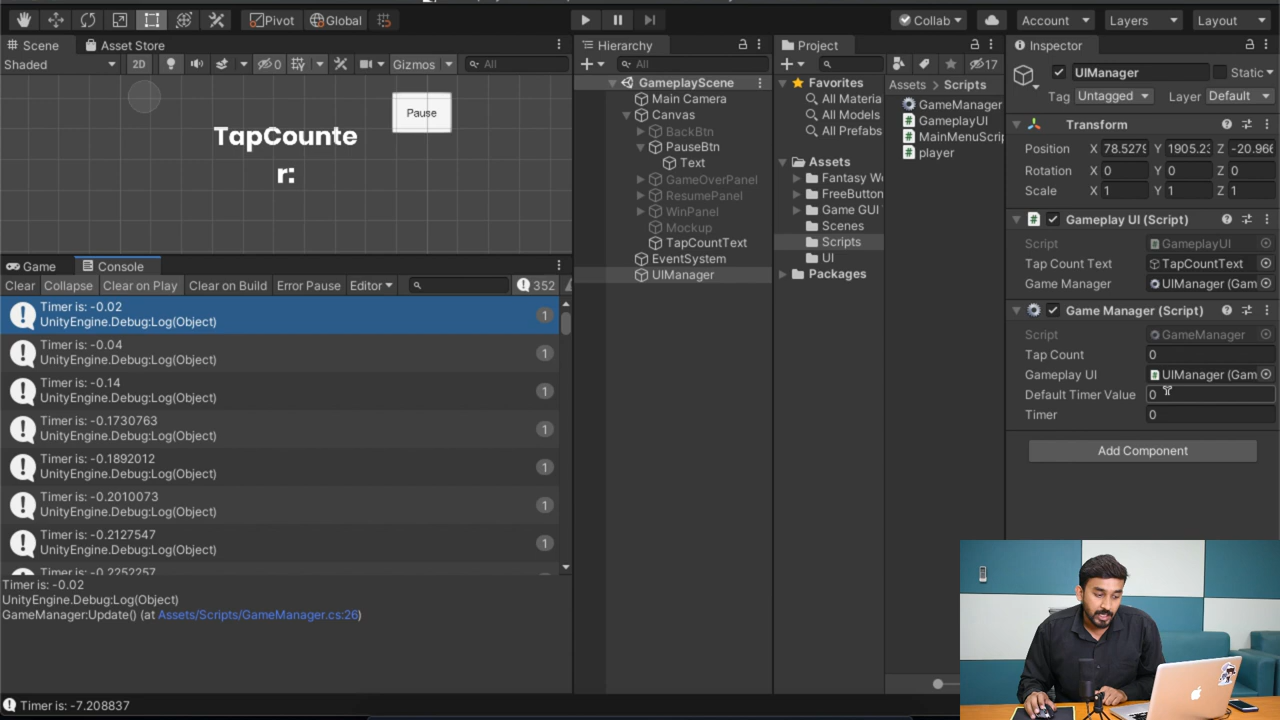 Pivot
Global
Collab
Account
Layers
Layout
Scene
Asset Store
Shaded
2D
0
Gizmos
All
Pause
TapCounte
r:
Game
Console
Clear
Collapse
Clear on Play
Clear on Build
Error Pause
Editor
352
Timer is: -0.02
UnityEngine.Debug:Log(Object)
1
Timer is: -0.04
UnityEngine.Debug:Log(Object)
1
Timer is: -0.14
UnityEngine.Debug:Log(Object)
1
Timer is: -0.1730763
UnityEngine.Debug:Log(Object)
1
Timer is: -0.1892012
UnityEngine.Debug:Log(Object)
1
Timer is: -0.2010073
UnityEngine.Debug:Log(Object)
1
Timer is: -0.2127547
UnityEngine.Debug:Log(Object)
1
Timer is: -0.2252257
Timer is: -0.02
UnityEngine.Debug:Log(Object)
GameManager:Update() (at Assets/Scripts/GameManager.cs:26)
Timer is: -7.208837
Hierarchy
All
GameplayScene
Main Camera
Canvas
BackBtn
PauseBtn
Text
GameOverPanel
ResumePanel
WinPanel
Mockup
TapCountText
EventSystem
UIManager
Project
17
Favorites
All Materia
All Models
All Prefabs
Assets
Fantasy Wo
FreeButton
Game GUI
Scenes
Scripts
UI
Packages
Assets > Scripts
GameManager
GameplayUI
MainMenuScrip
player
Inspector
UIManager
Static
Tag Untagged
Layer Default
Transform
Position X 78.5279 Y 1905.23 Z -20.966
Rotation X 0 Y 0 Z 0
Scale X 1 Y 1 Z 1
Gameplay UI (Script)
Script GameplayUI
Tap Count Text TapCountText
Game Manager UIManager (Gam
Game Manager (Script)
Script GameManager
Tap Count 0
Gameplay UI UIManager (Gam
Default Timer Value 0
Timer 0
Add Component